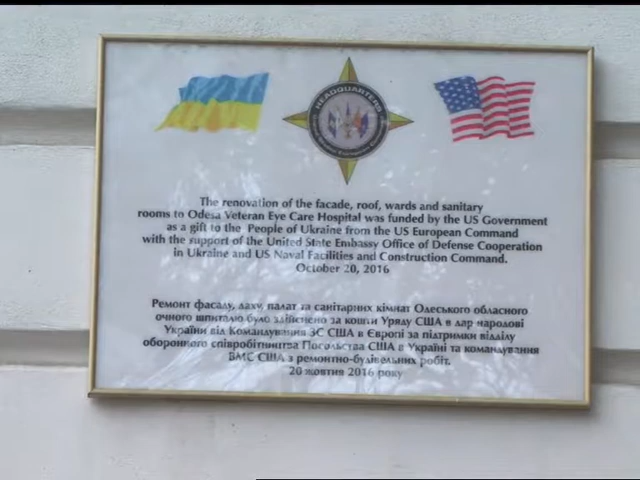 HEADQUARTERS
The renovation of the facade, roof, wards and sanitary
rooms to Odesa Veteran Eye Care Hospital was funded by the US Government
as a gift to the People of Ukraine from the US European Command
with the support of the United State Embassy Office of Defense Cooperation
in Ukraine and US Naval Facilities and Construction Command.
October 20, 2016
Ремонт фасаду, даху, палат та санітарних кімнат Одеського обласного
очного шпиталю було здійснено за кошти Уряду США в дар народові
України від Командування ЗС США в Європі за підтримки відділу
оборонного співробітництва Посольства США в Україні та командування
ВМС США з ремонтно-будівельних робіт.
20 жовтня 2016 року